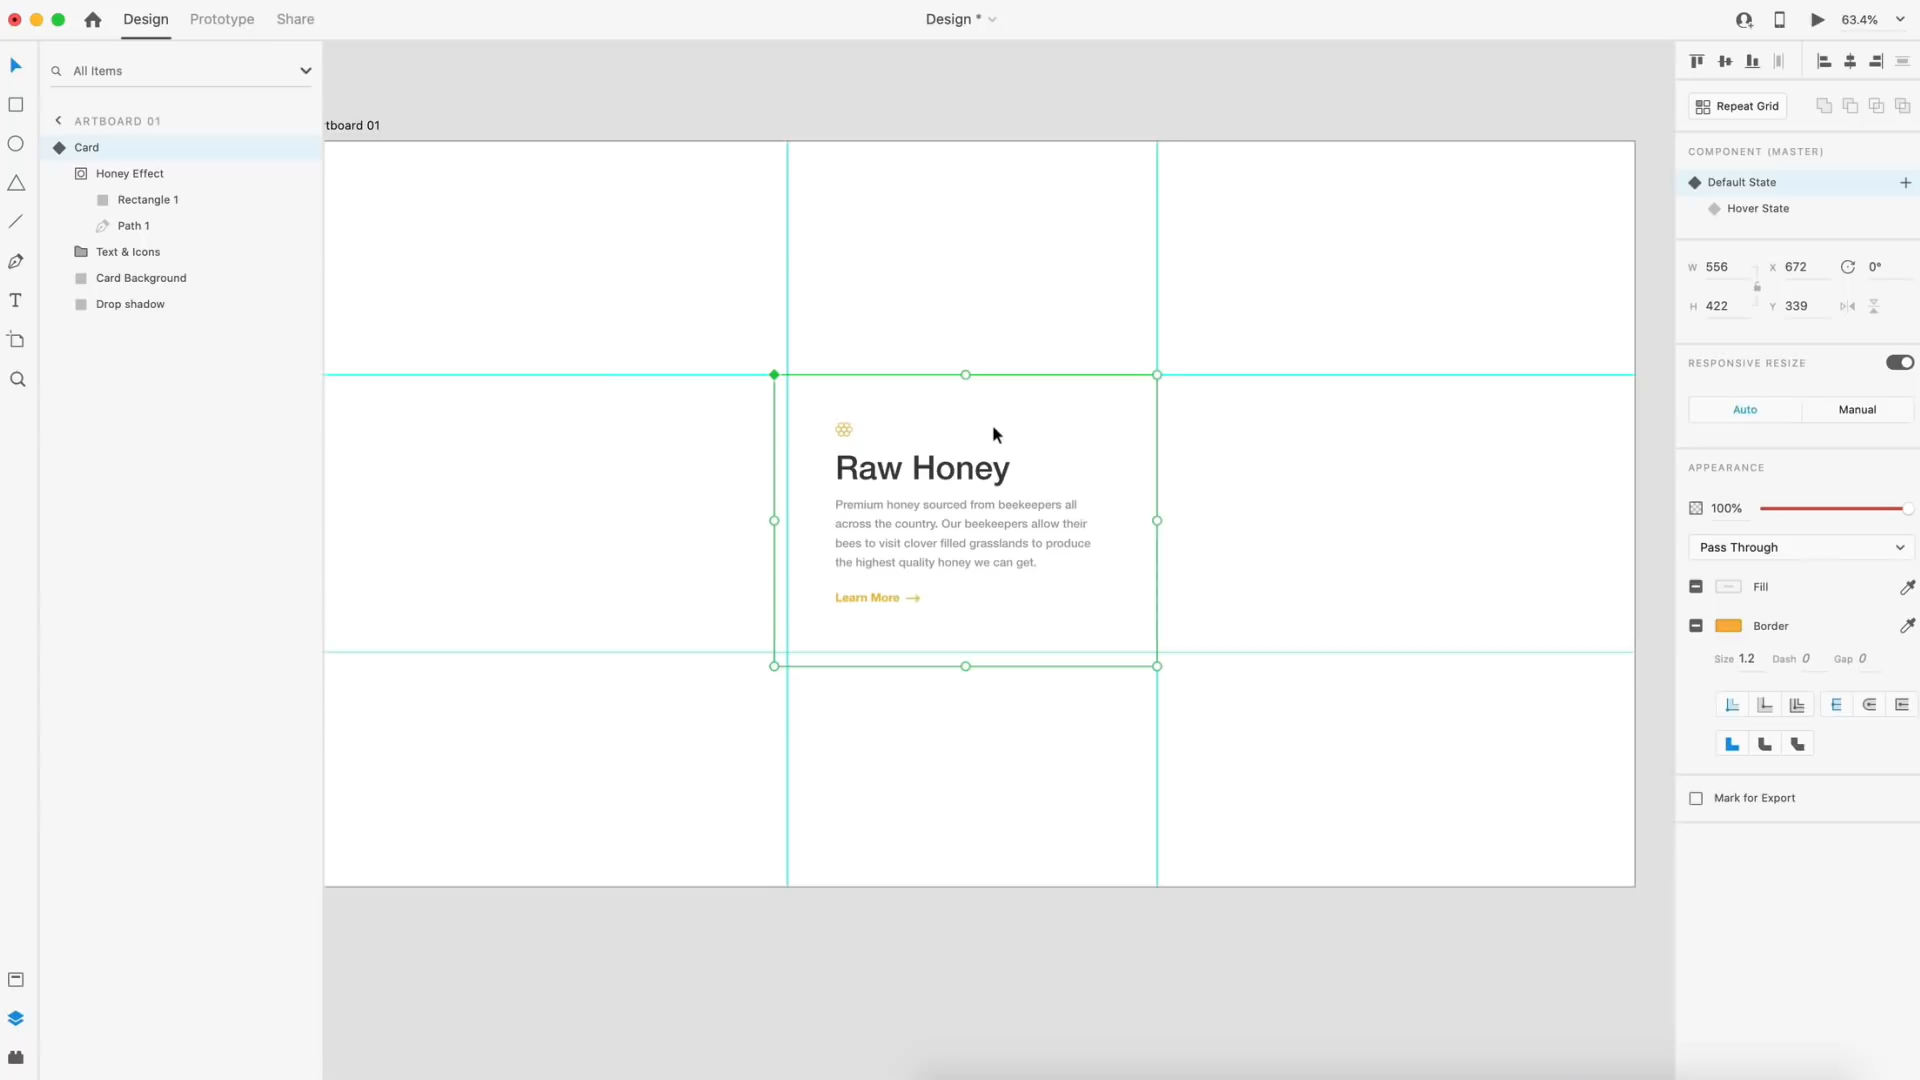 Design
Prototype
Share
Design *
63.4%
All Items
ARTBOARD 01
Card
Honey Effect
Rectangle 1
Path 1
Text & Icons
Card Background
Drop shadow
tboard 01
Raw Honey
Premium honey sourced from beekeepers all
across the country. Our beekeepers allow their
bees to visit clover filled grasslands to produce
the highest quality honey we can get.
Learn More →
Repeat Grid
COMPONENT (MASTER)
Default State
Hover State
W 556 X 672 0°
H 422 Y 339
RESPONSIVE RESIZE
Auto
Manual
APPEARANCE
100%
Pass Through
Fill
Border
Size 1.2 Dash 0 Gap 0
Mark for Export